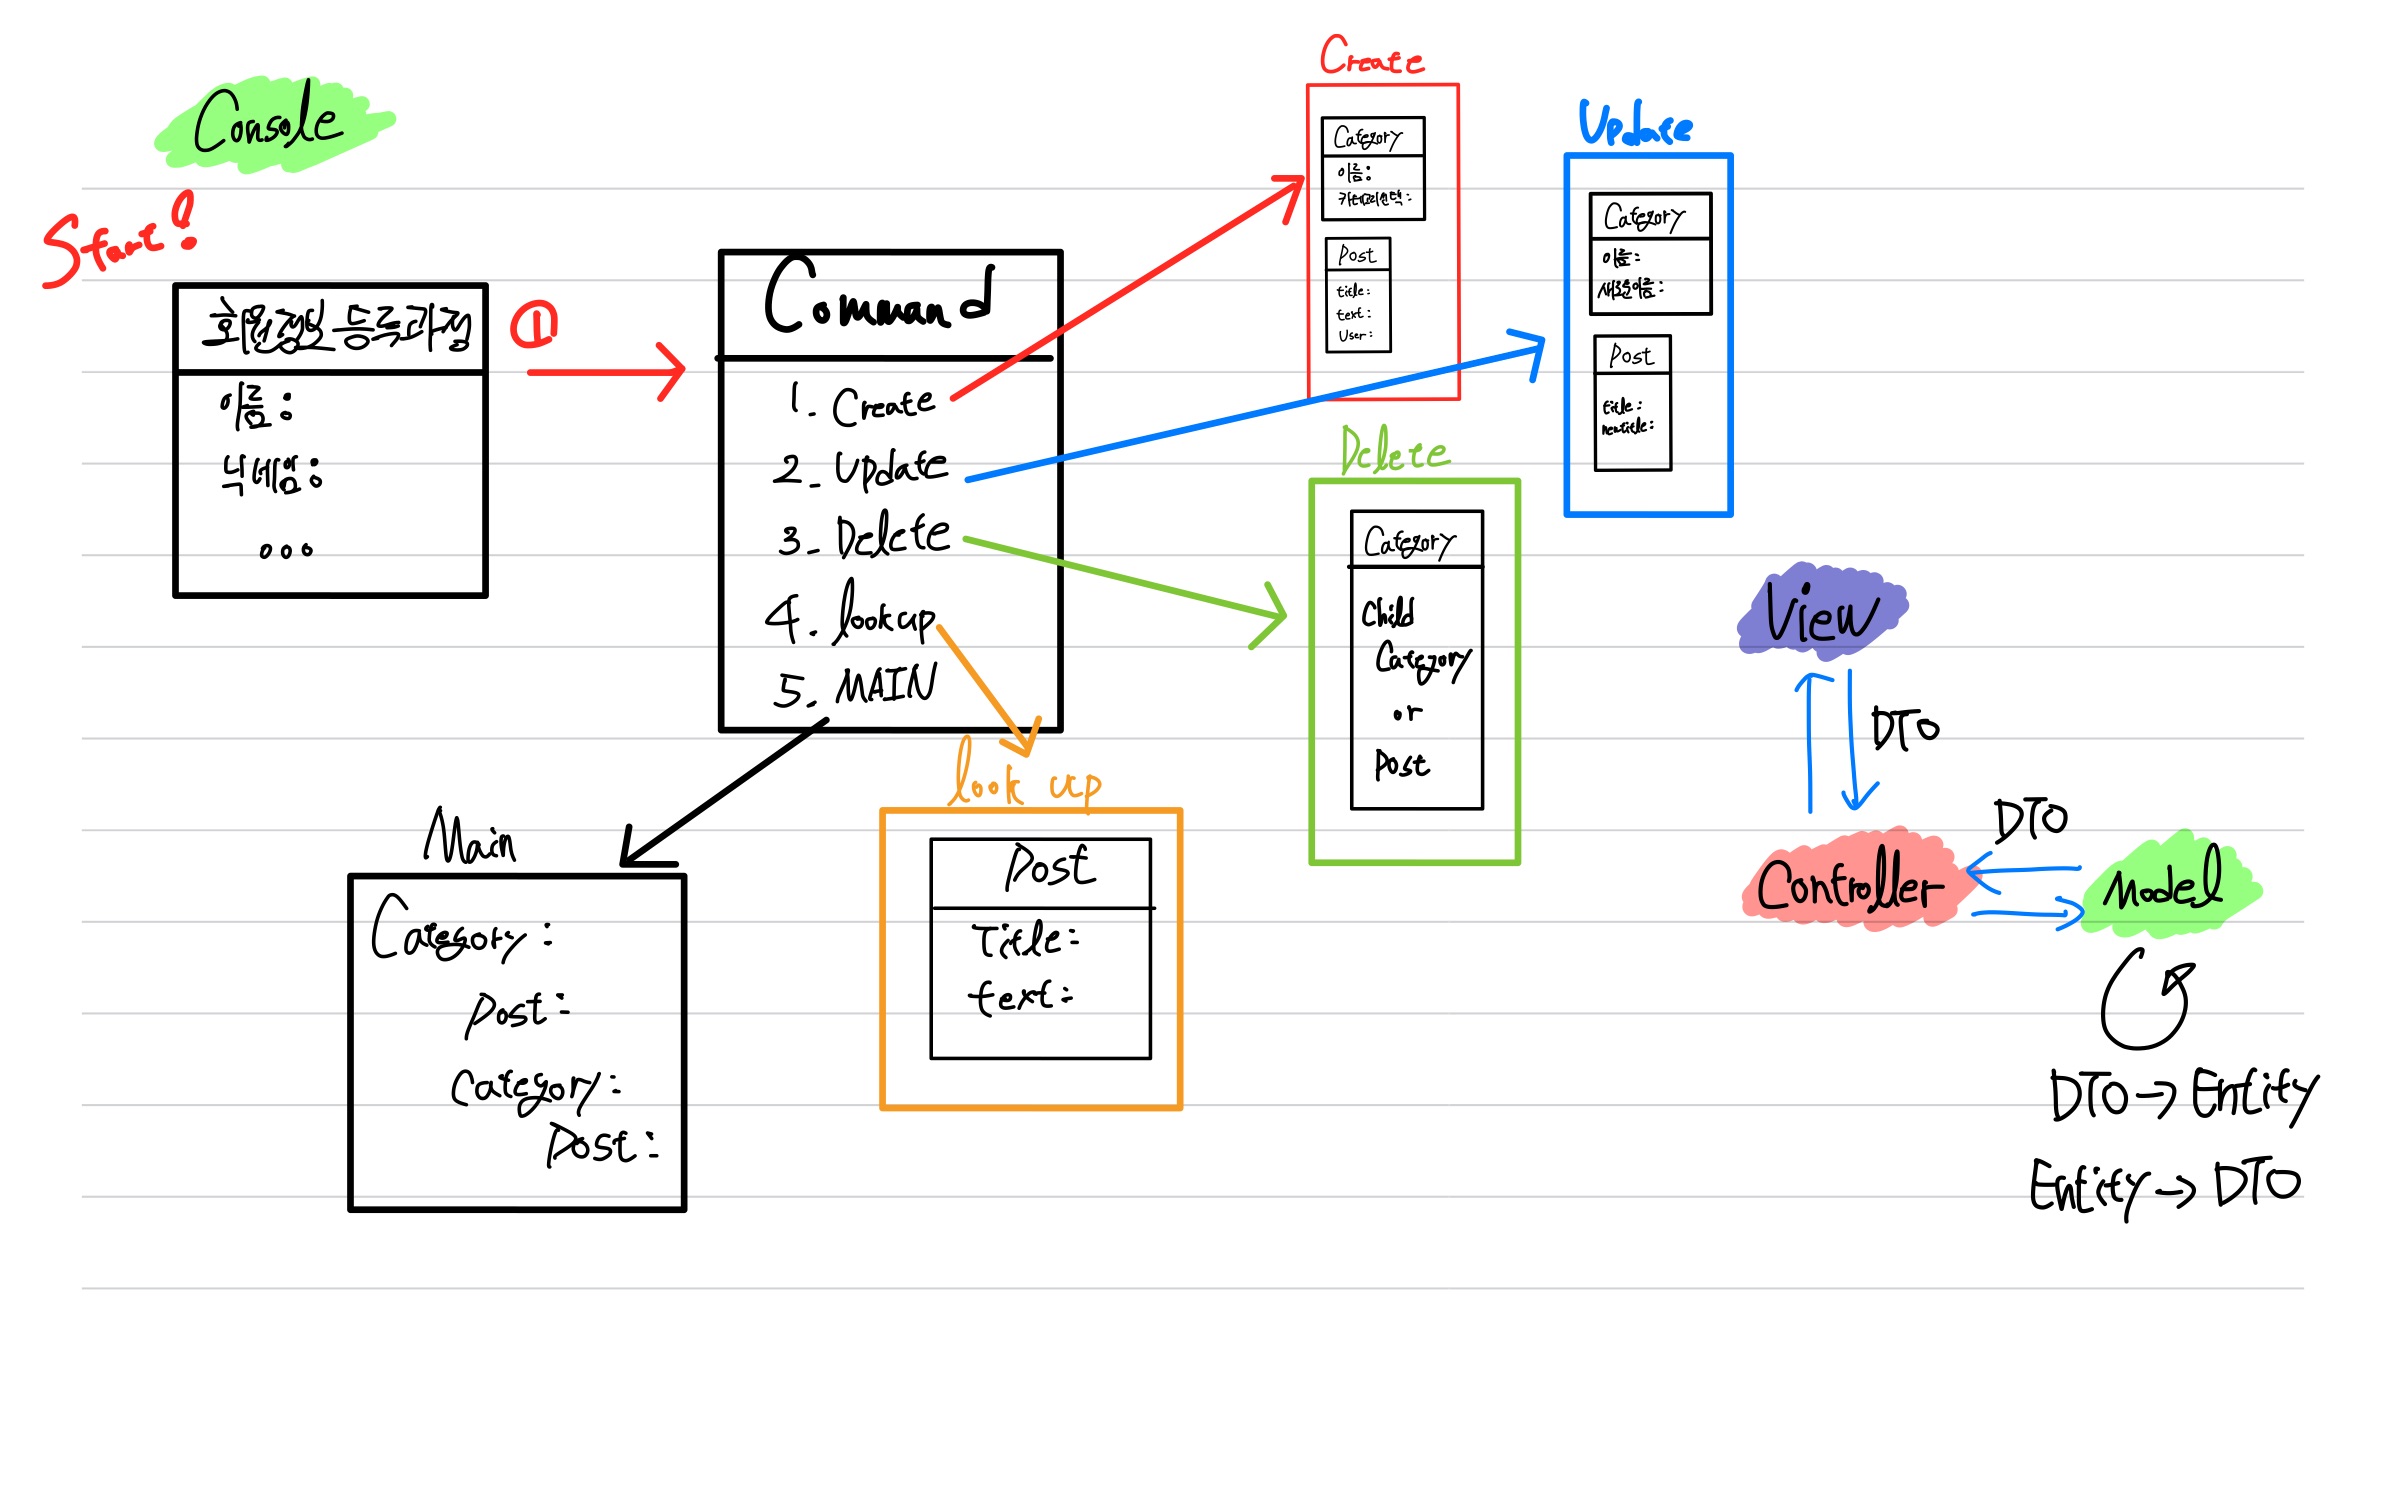 Console
Start!
회원정보 등록과정
이름:
닉네임:
...
①
Command
1. Create
2. Update
3. Delete
4. lookup
5. MAIN
Create
Category
이름:
카테고리선택:
Post
title:
text:
User:
Update
Category
이름:
새로운이름:
Post
title:
newtitle:
Delete
Category
Child
Category
or
Post
look up
Post
Title:
text:
Main
Category:
Post:
Category:
Post:
View
DTO
DTO
Controller
Model
DTO → Entity
Entity → DTO